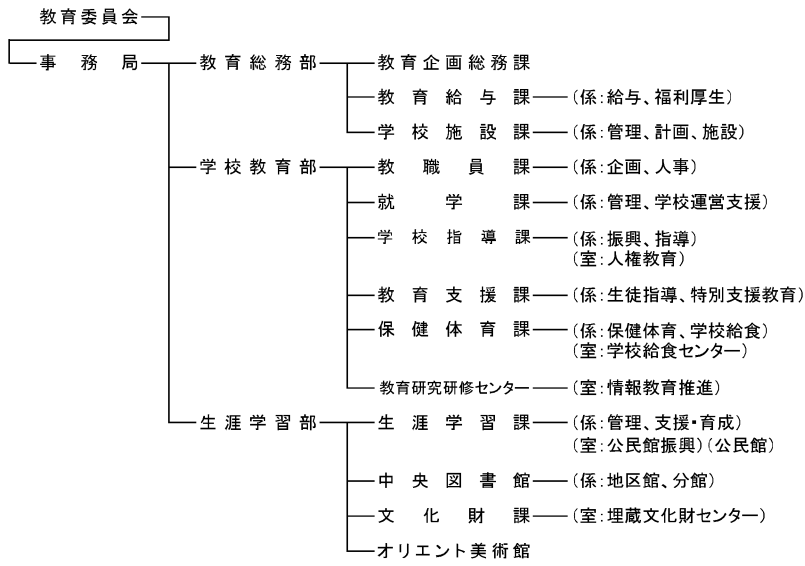 教育委員会
事務局 教育総務部 教育企画総務課
教育給与課 (係:給与、福利厚生)
学校施設課 (係:管理、計画、施設)
学校教育部 教職員課 (係:企画、人事)
就学課 (係:管理、学校運営支援)
学校指導課 (係:振興、指導)
(室:人権教育)
教育支援課 (係:生徒指導、特別支援教育)
保健体育課 (係:保健体育、学校給食)
(室:学校給食センター)
教育研究研修センター (室:情報教育推進)
生涯学習部 生涯学習課 (係:管理、支援・育成)
(室:公民館振興)(公民館)
中央図書館 (係:地区館、分館)
文化財課 (室:埋蔵文化財センター)
オリエント美術館